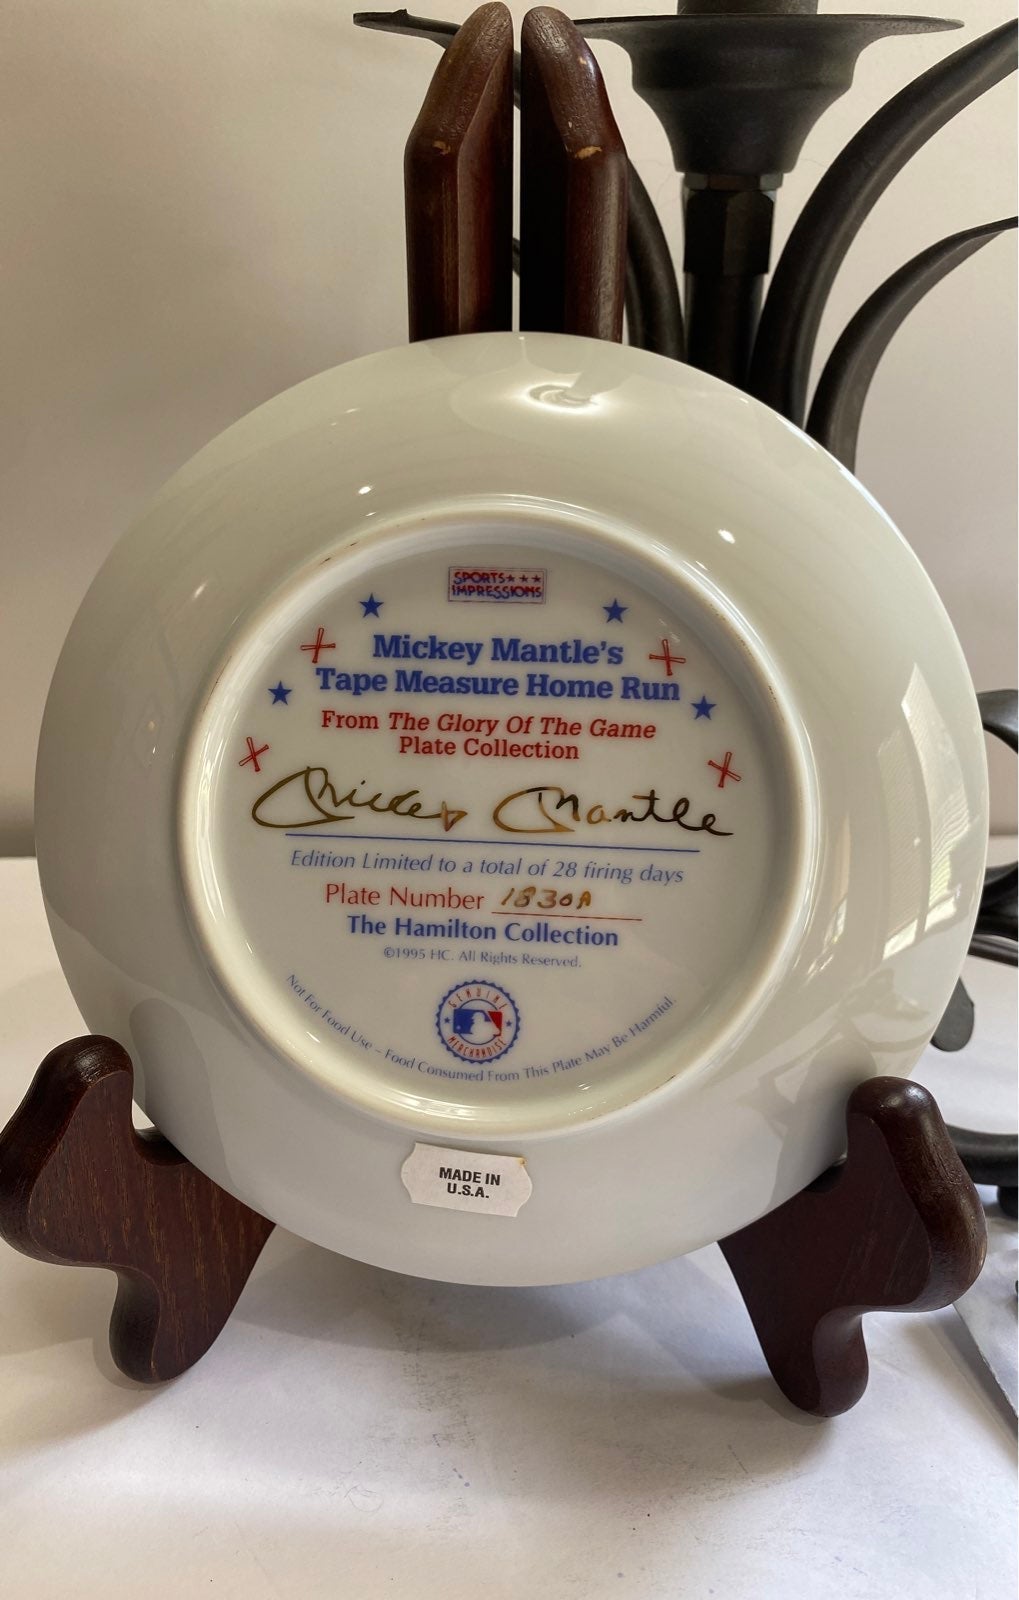 SPORTS
IMPRESSIONS
Mickey Mantle's
Tape Measure Home Run
From The Glory Of The Game
Plate Collection
Mickey Mantle
Edition Limited to a total of 28 firing days
Plate Number 1830A
The Hamilton Collection
©1995 HC. All Rights Reserved.
GENUINE
MERCHANDISE
Not For Food Use – Food Consumed From This Plate May Be Harmful.
MADE IN
U.S.A.